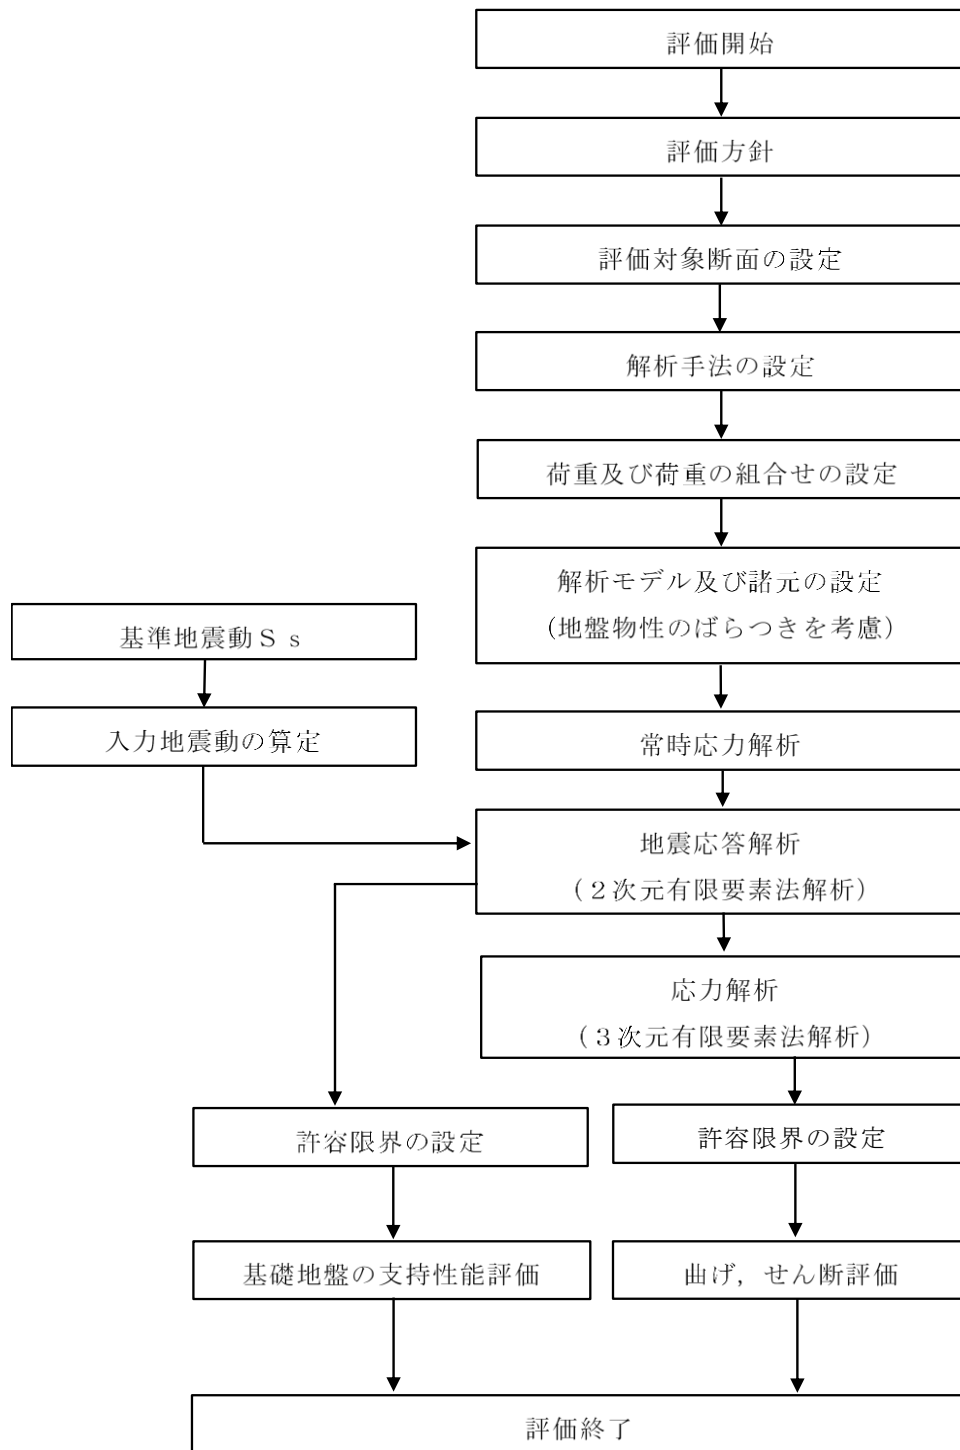 評価開始
評価方針
評価対象断面の設定
解析手法の設定
荷重及び荷重の組合せの設定
解析モデル及び諸元の設定
(地盤物性のばらつきを考慮)
基準地震動Ｓｓ
入力地震動の算定
常時応力解析
地震応答解析
(２次元有限要素法解析)
応力解析
(３次元有限要素法解析)
許容限界の設定
許容限界の設定
基礎地盤の支持性能評価
曲げ，せん断評価
評価終了